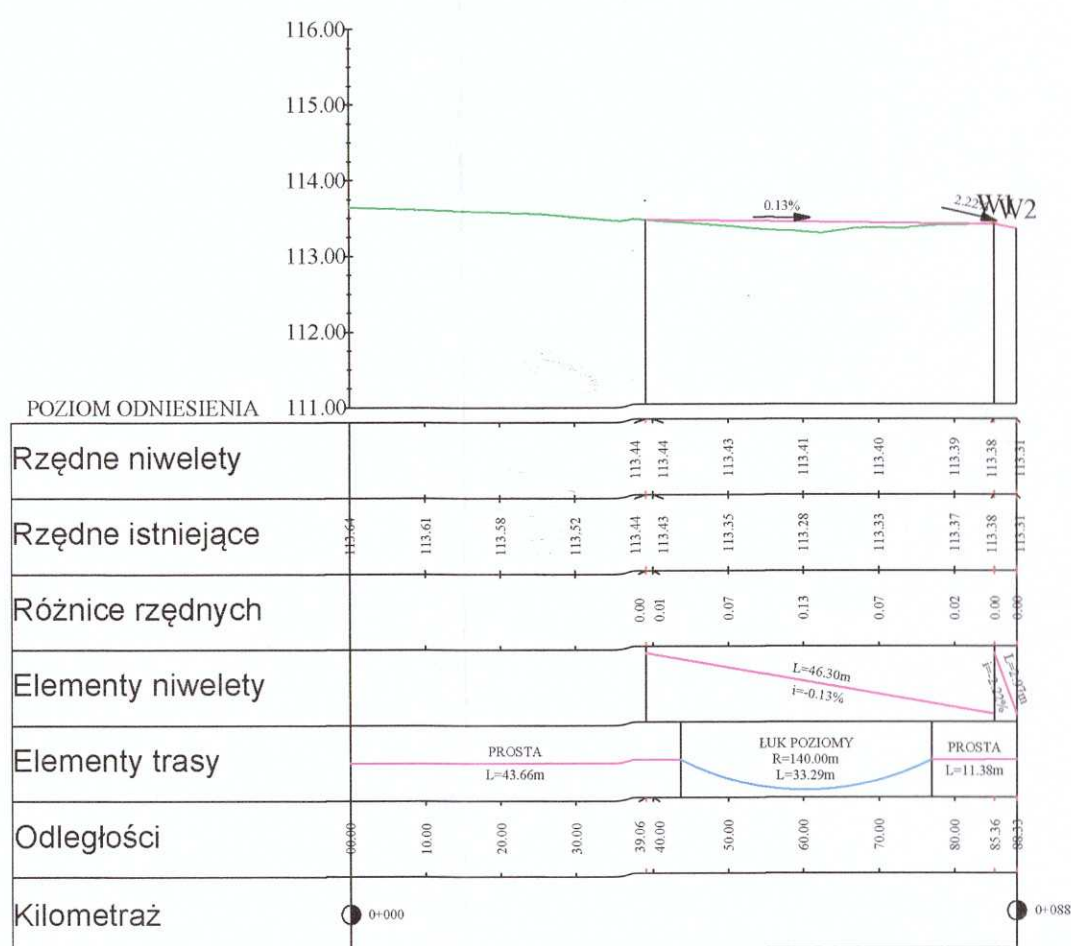 116.00
115.00
114.00
113.00
112.00
111.00
0.13%
2.22%
W2
POZIOM ODNIESIENIA
Rzędne niwelety
113.44 113.44 113.43 113.41 113.40 113.39 113.38 113.31
Rzędne istniejące
113.64 113.61 113.58 113.52 113.44 113.43 113.35 113.28 113.33 113.37 113.38 113.31
Różnice rzędnych
0.00 0.01 0.07 0.13 0.07 0.02 0.00 0.00
Elementy niwelety
L=46.30m
i=-0.13%
L=2.97m
i=-2.22%
Elementy trasy
PROSTA
L=43.66m
ŁUK POZIOMY
R=140.00m
L=33.29m
PROSTA
L=11.38m
Odległości
00.00 10.00 20.00 30.00 39.06 40.00 50.00 60.00 70.00 80.00 85.36 88.33
Kilometraż
0+000
0+088